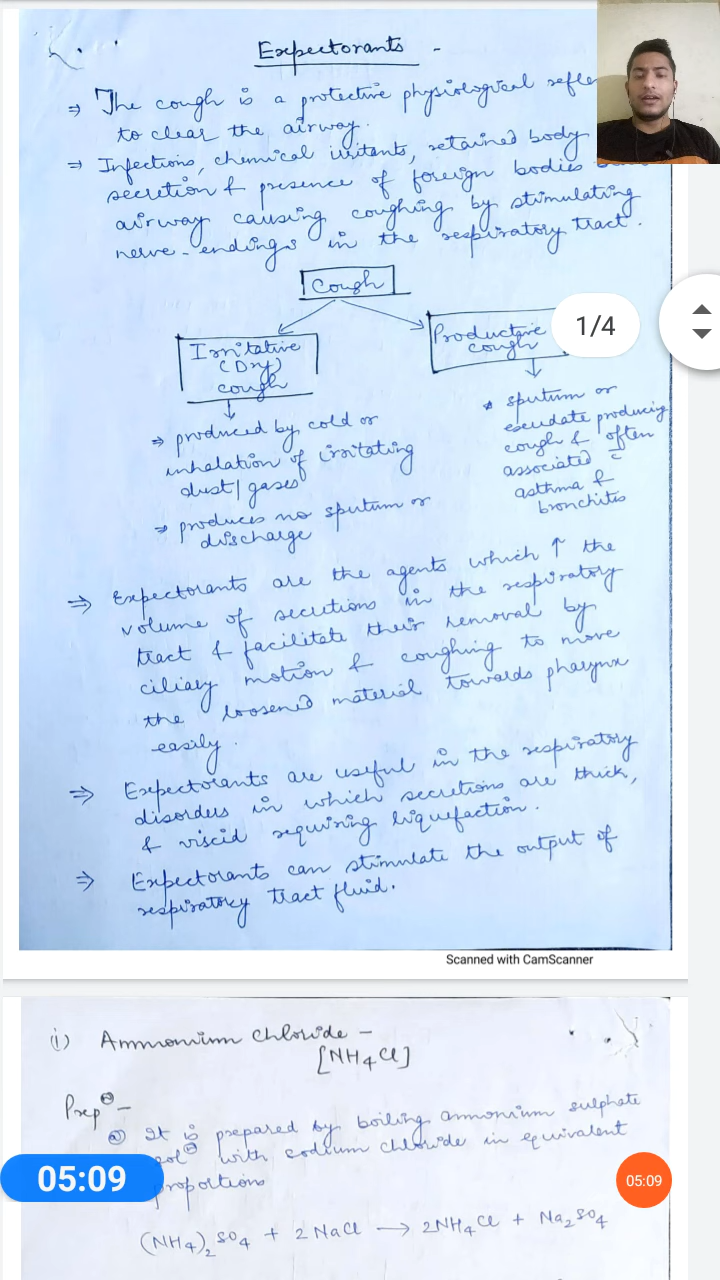 Expectorants -
⇒ The cough is a protective physiological
to clear the airway.
⇒ Infections, chemical irritants, retained body
secretion & presence of foreign bodies
airway causing coughing by stimulating
nerve-endings in the respiratory tract.
Cough
Irritative
(Dry)
cough
⇒ produced by cold or
inhalation of irritating
dust/gases
⇒ produces no sputum or
discharge
Productive
cough
1/4
* sputum or
exudate producing
cough & often
associated c̄
asthma &
bronchitis
⇒ Expectorants are the agents which ↑ the
volume of secretions in the respiratory
tract & facilitate their removal by
ciliary motion & coughing to move
the loosened material towards pharynx
easily.
⇒ Expectorants are useful in the respiratory
disorders in which secretions are thick,
& viscid requiring liquefaction.
⇒ Expectorants can stimulate the output of
respiratory tract fluid.
Scanned with CamScanner
(i) Ammonium Chloride -
[NH4Cl]
Prepⁿ -
ⓐ It is prepared by boiling ammonium sulphate
solⁿ with sodium chloride in equivalent
proportions
05:09
05:09
(NH4)2SO4 + 2NaCl → 2NH4Cl + Na2SO4